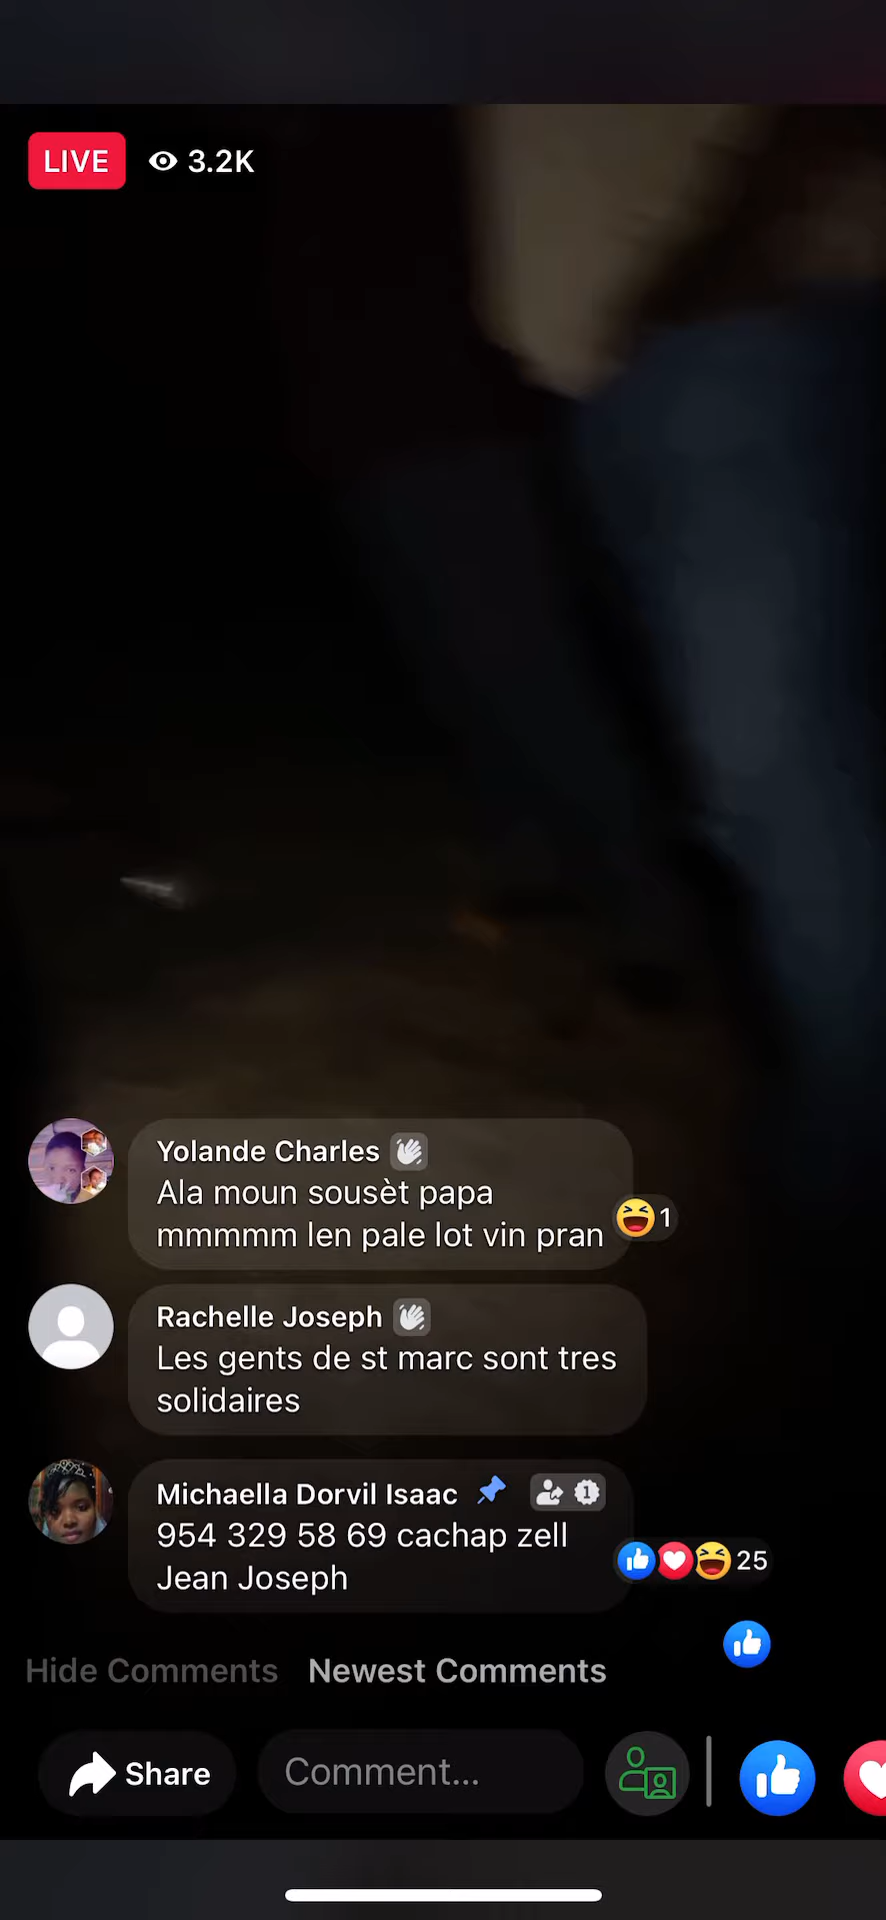 LIVE 3.2K
Yolande Charles
Ala moun sousèt papa
mmmmm len pale lot vin pran
1
Rachelle Joseph
Les gents de st marc sont tres
solidaires
Michaella Dorvil Isaac 1
954 329 58 69 cachap zell
Jean Joseph
25
Hide Comments Newest Comments
Share Comment...